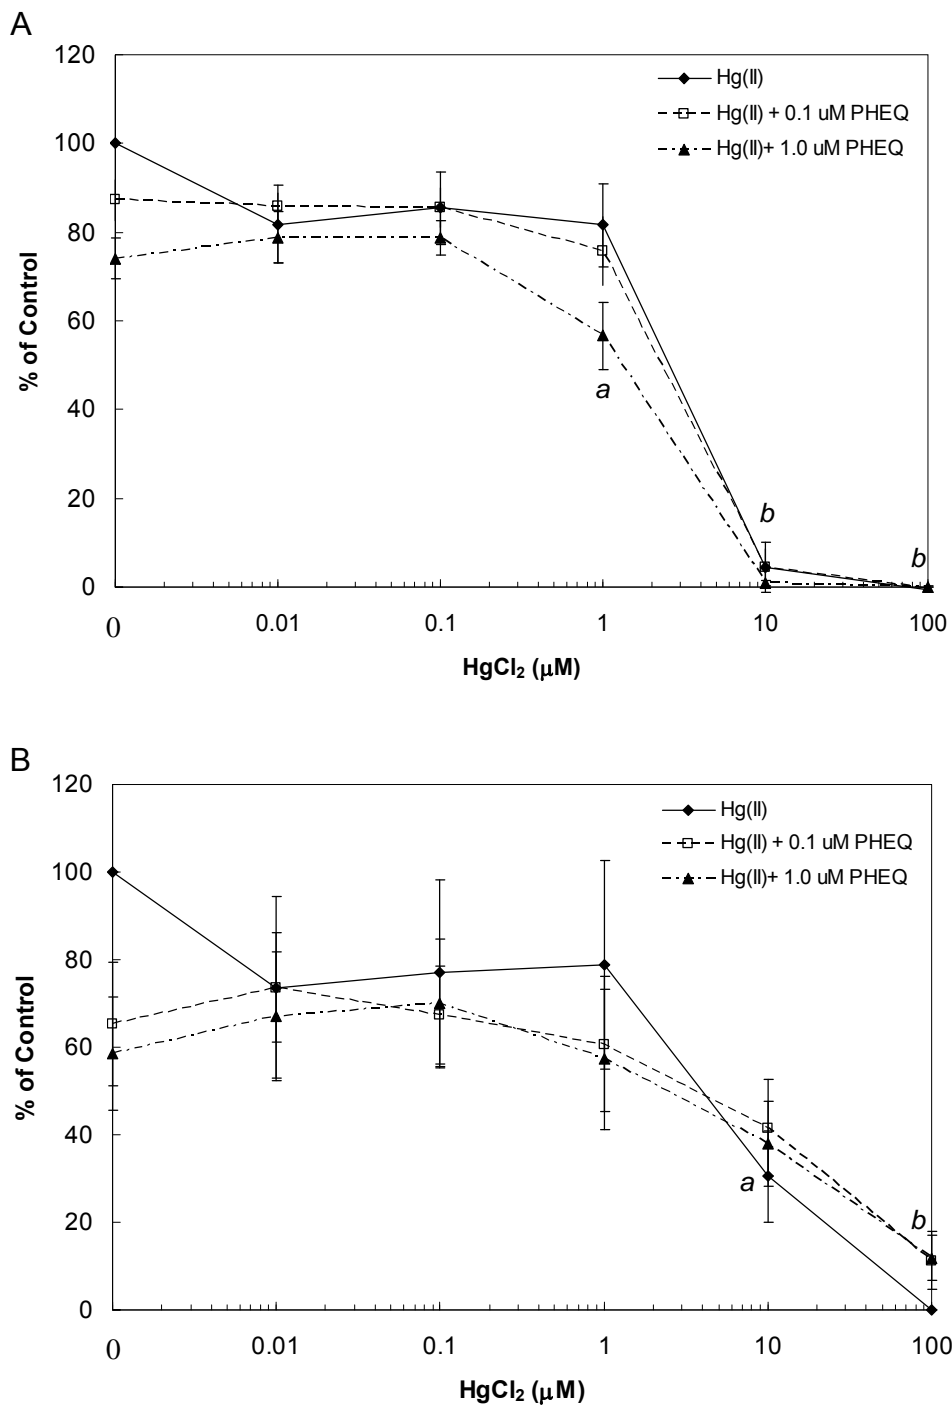 A
120
100
80
60
40
20
0
% of Control
Hg(II)
Hg(II) + 0.1 uM PHEQ
Hg(II)+ 1.0 uM PHEQ
a
b
b
0 0.01 0.1 1 10 100
HgCl₂ (μM)
B
120
100
80
60
40
20
0
% of Control
Hg(II)
Hg(II) + 0.1 uM PHEQ
Hg(II)+ 1.0 uM PHEQ
a
b
0 0.01 0.1 1 10 100
HgCl₂ (μM)